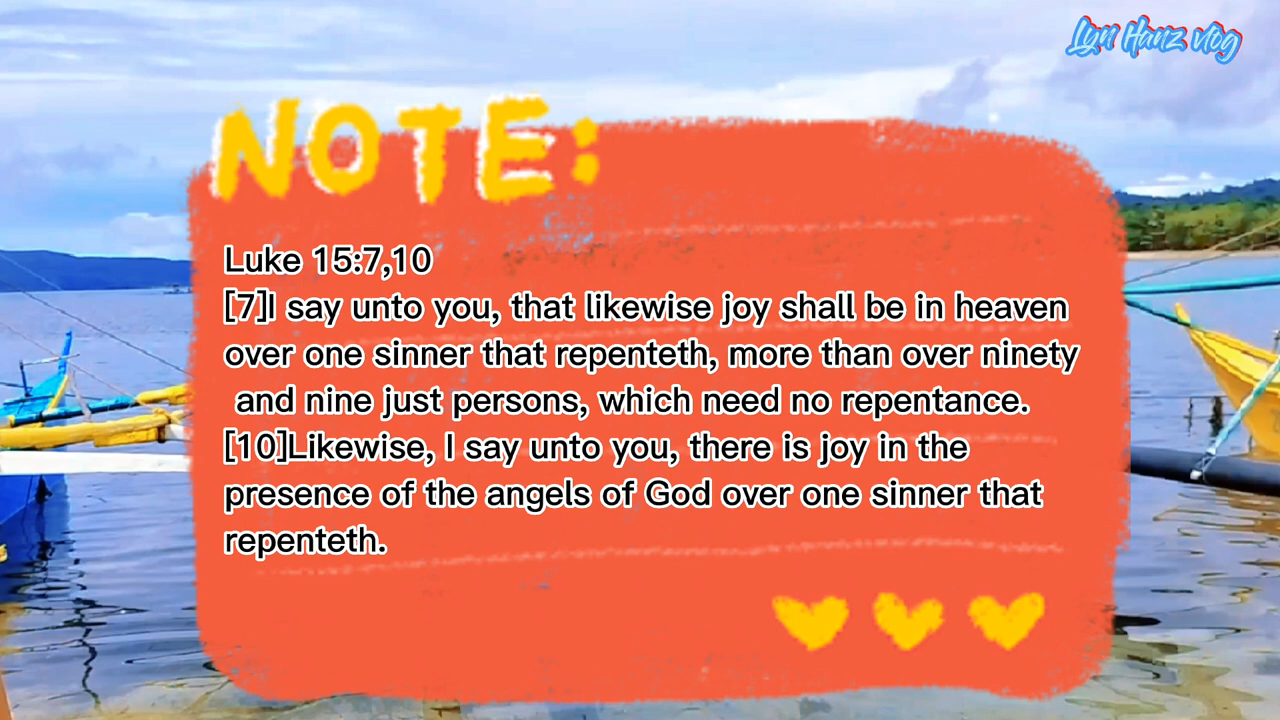 Lyn Hanz vlog
NOTE:
Luke 15:7,10
[7]I say unto you, that likewise joy shall be in heaven
over one sinner that repenteth, more than over ninety
and nine just persons, which need no repentance.
[10]Likewise, I say unto you, there is joy in the
presence of the angels of God over one sinner that
repenteth.